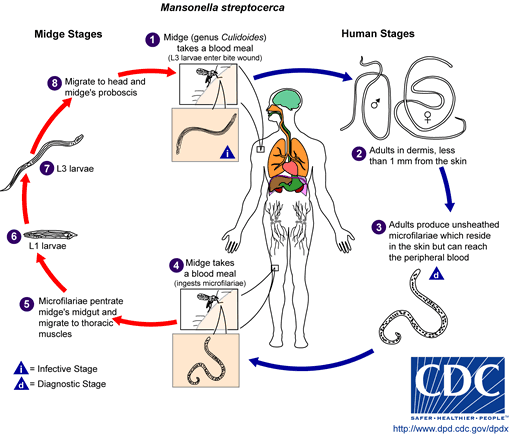 Mansonella streptocerca
Midge Stages
Human Stages
1 Midge (genus Culidoides)
takes a blood meal
(L3 larvae enter bite wound)
i
2 Adults in dermis, less
than 1 mm from the skin
♂
♀
3 Adults produce unsheathed
microfilariae which reside
in the skin but can reach
the peripheral blood
d
4 Midge takes
a blood meal
(ingests microfilariae)
5 Microfilariae pentrate
midge's midgut and
migrate to thoracic
muscles
6
L1 larvae
7 L3 larvae
8 Migrate to head and
midge's proboscis
i = Infective Stage
d = Diagnostic Stage
CDC
SAFER•HEALTHIER•PEOPLE™
http://www.dpd.cdc.gov/dpdx